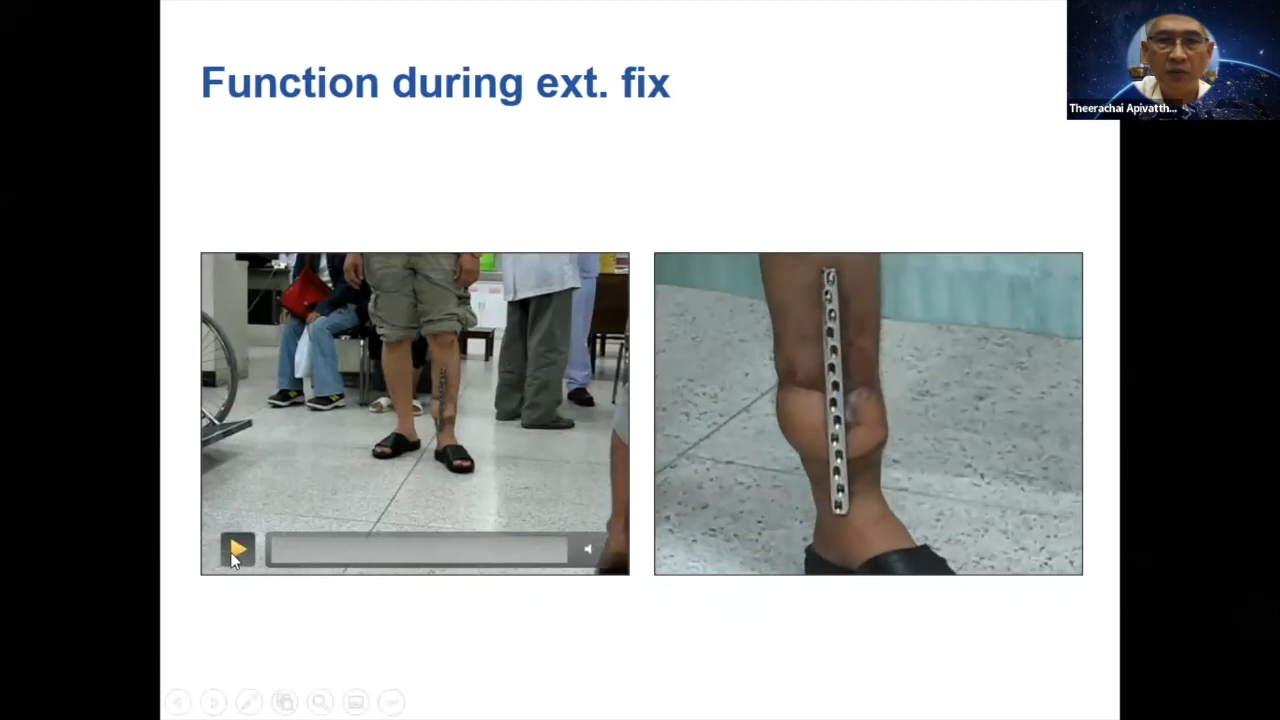 Function during ext. fix
Theerachai Apivatth...